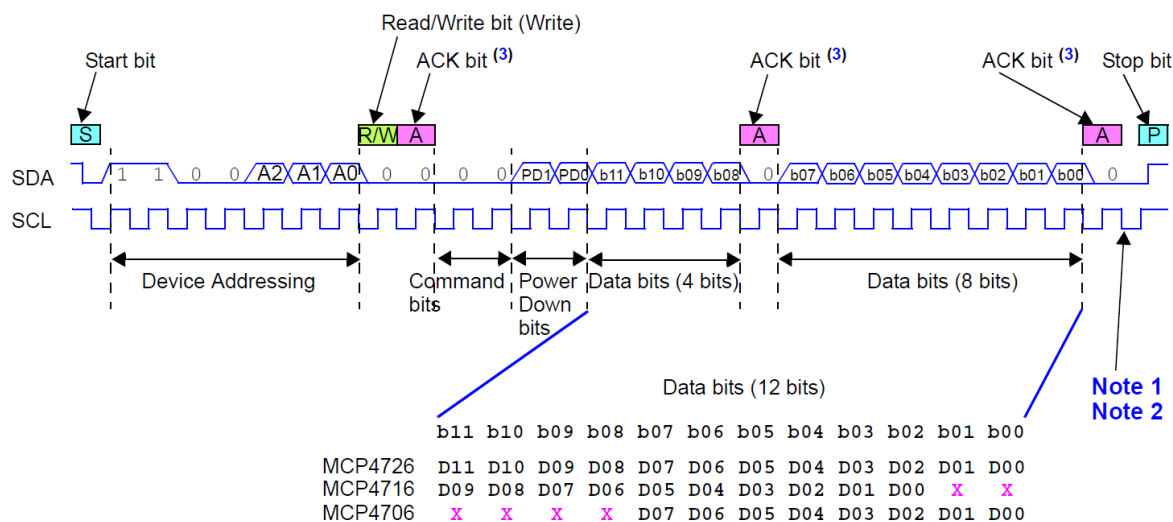 Read/Write bit (Write)
Start bit ACK bit (3) ACK bit (3) ACK bit (3) Stop bit
S R/W A A A P
SDA 1 1 0 0 A2 A1 A0 0 0 0 0 PD1 PD0 b11 b10 b09 b08 0 b07 b06 b05 b04 b03 b02 b01 b00 0
SCL
Device Addressing Command bits Power Down bits Data bits (4 bits) Data bits (8 bits)
Note 1
Note 2
Data bits (12 bits)
b11 b10 b09 b08 b07 b06 b05 b04 b03 b02 b01 b00
MCP4726 D11 D10 D09 D08 D07 D06 D05 D04 D03 D02 D01 D00
MCP4716 D09 D08 D07 D06 D05 D04 D03 D02 D01 D00 X X
MCP4706 X X X X D07 D06 D05 D04 D03 D02 D01 D00